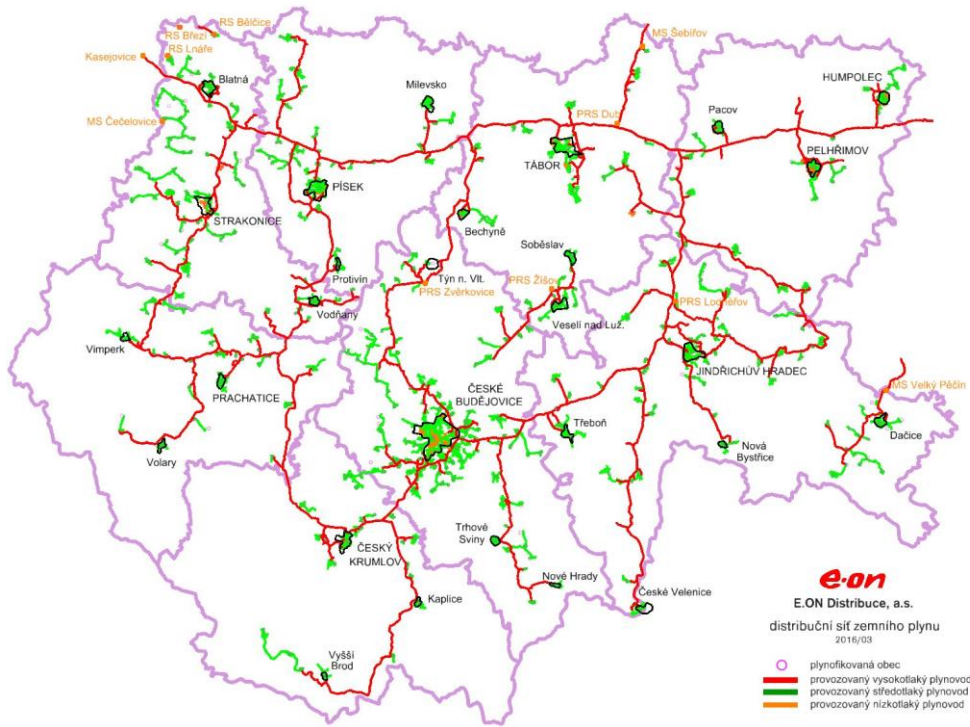 RS Bělčice
RS Březí
RS Lnáře
Kasejovice
Blatná
MS Čečelovice
Milevsko
MS Šebířov
HUMPOLEC
Pacov
PRS Dub
PELHŘIMOV
TÁBOR
PÍSEK
STRAKONICE
Bechyně
Soběslav
Protivín
Týn n. Vlt.
PRS Zvěrkovice
PRS Žíšov
Vodňany
Veselí nad Luž.
Vimperk
JINDŘICHŮV HRADEC
PRACHATICE
ČESKÉ
BUDĚJOVICE
MS Velký Pěčín
Třeboň
Dačice
Volary
Nová
Bystřice
Trhové
Sviny
ČESKÝ
KRUMLOV
Nové Hrady
České Velenice
Kaplice
Vyšší
Brod
e·on
E.ON Distribuce, a.s.
distribuční síť zemního plynu
2016/03
plynofikovaná obec
provozovaný vysokotlaký plynovod
provozovaný středotlaký plynovod
provozovaný nízkotlaký plynovod